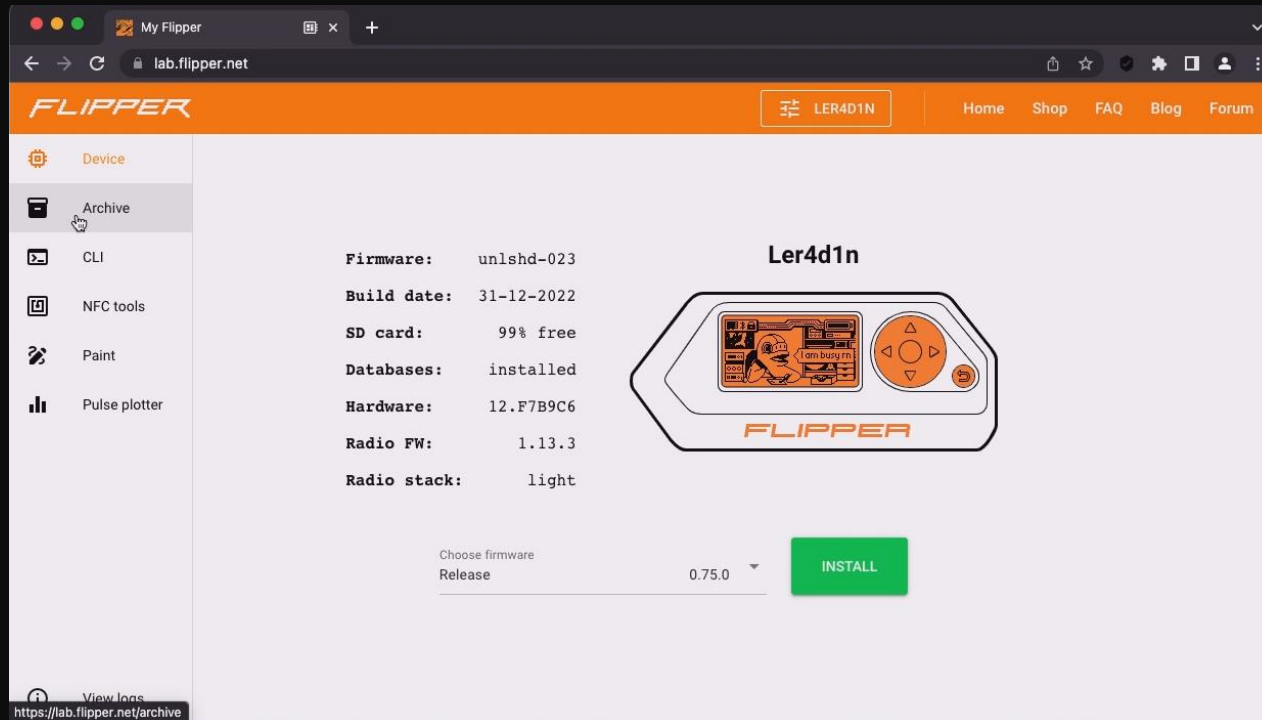 My Flipper
lab.flipper.net
FLIPPER
LER4D1N
Home Shop FAQ Blog Forum
Device
Archive
CLI
NFC tools
Paint
Pulse plotter
Firmware: unlshd-023
Build date: 31-12-2022
SD card: 99% free
Databases: installed
Hardware: 12.F7B9C6
Radio FW: 1.13.3
Radio stack: light
Ler4d1n
I am busy rn
FLIPPER
Choose firmware
Release 0.75.0
INSTALL
View logs
https://lab.flipper.net/archive